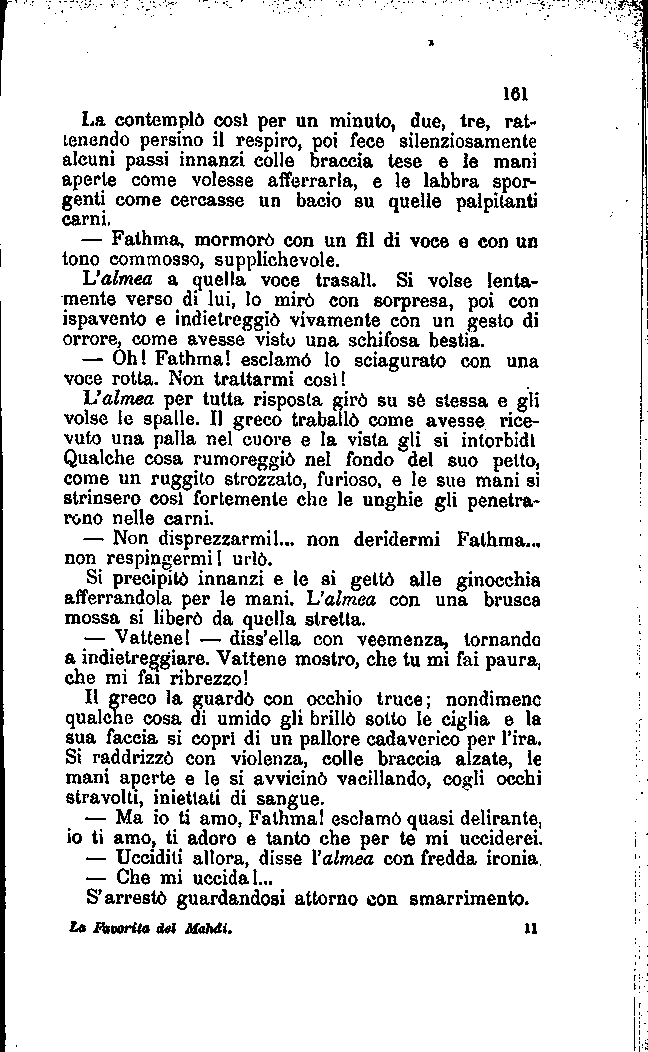 161
La contemplò così per un minuto, due, tre, rat-
tenendo persino il respiro, poi fece silenziosamente
alcuni passi innanzi colle braccia tese e le mani
aperte come volesse afferrarla, e le labbra spor-
genti come cercasse un bacio su quelle palpitanti
carni.
— Fathma, mormorò con un fil di voce e con un
tono commosso, supplichevole.
L'almea a quella voce trasalì. Si volse lenta-
mente verso di lui, lo mirò con sorpresa, poi con
ispavento e indietreggiò vivamente con un gesto di
orrore, come avesse visto una schifosa bestia.
— Oh! Fathma! esclamò lo sciagurato con una
voce rotta. Non trattarmi così!
L'almea per tutta risposta girò su sè stessa e gli
volse le spalle. Il greco traballò come avesse rice-
vuto una palla nel cuore e la vista gli si intorbidì
Qualche cosa rumoreggiò nel fondo del suo petto,
come un ruggito strozzato, furioso, e le sue mani si
strinsero così fortemente che le unghie gli penetra-
rono nelle carni.
— Non disprezzarmi!... non deridermi Fathma...
non respingermi! urlò.
Si precipitò innanzi e le si gettò alle ginocchia
afferrandola per le mani. L'almea con una brusca
mossa si liberò da quella stretta.
— Vattene! — diss'ella con veemenza, tornando
a indietreggiare. Vattene mostro, che tu mi fai paura,
che mi fai ribrezzo!
Il greco la guardò con occhio truce; nondimeno
qualche cosa di umido gli brillò sotto le ciglia e la
sua faccia si coprì di un pallore cadaverico per l'ira.
Si raddrizzò con violenza, colle braccia alzate, le
mani aperte e le si avvicinò vacillando, cogli occhi
stravolti, iniettati di sangue.
— Ma io ti amo, Fathma! esclamò quasi delirante,
io ti amo, ti adoro e tanto che per te mi ucciderei.
— Ucciditi allora, disse l'almea con fredda ironia.
— Che mi uccida!...
S'arrestò guardandosi attorno con smarrimento.
La Favorita del Mahdi. 11